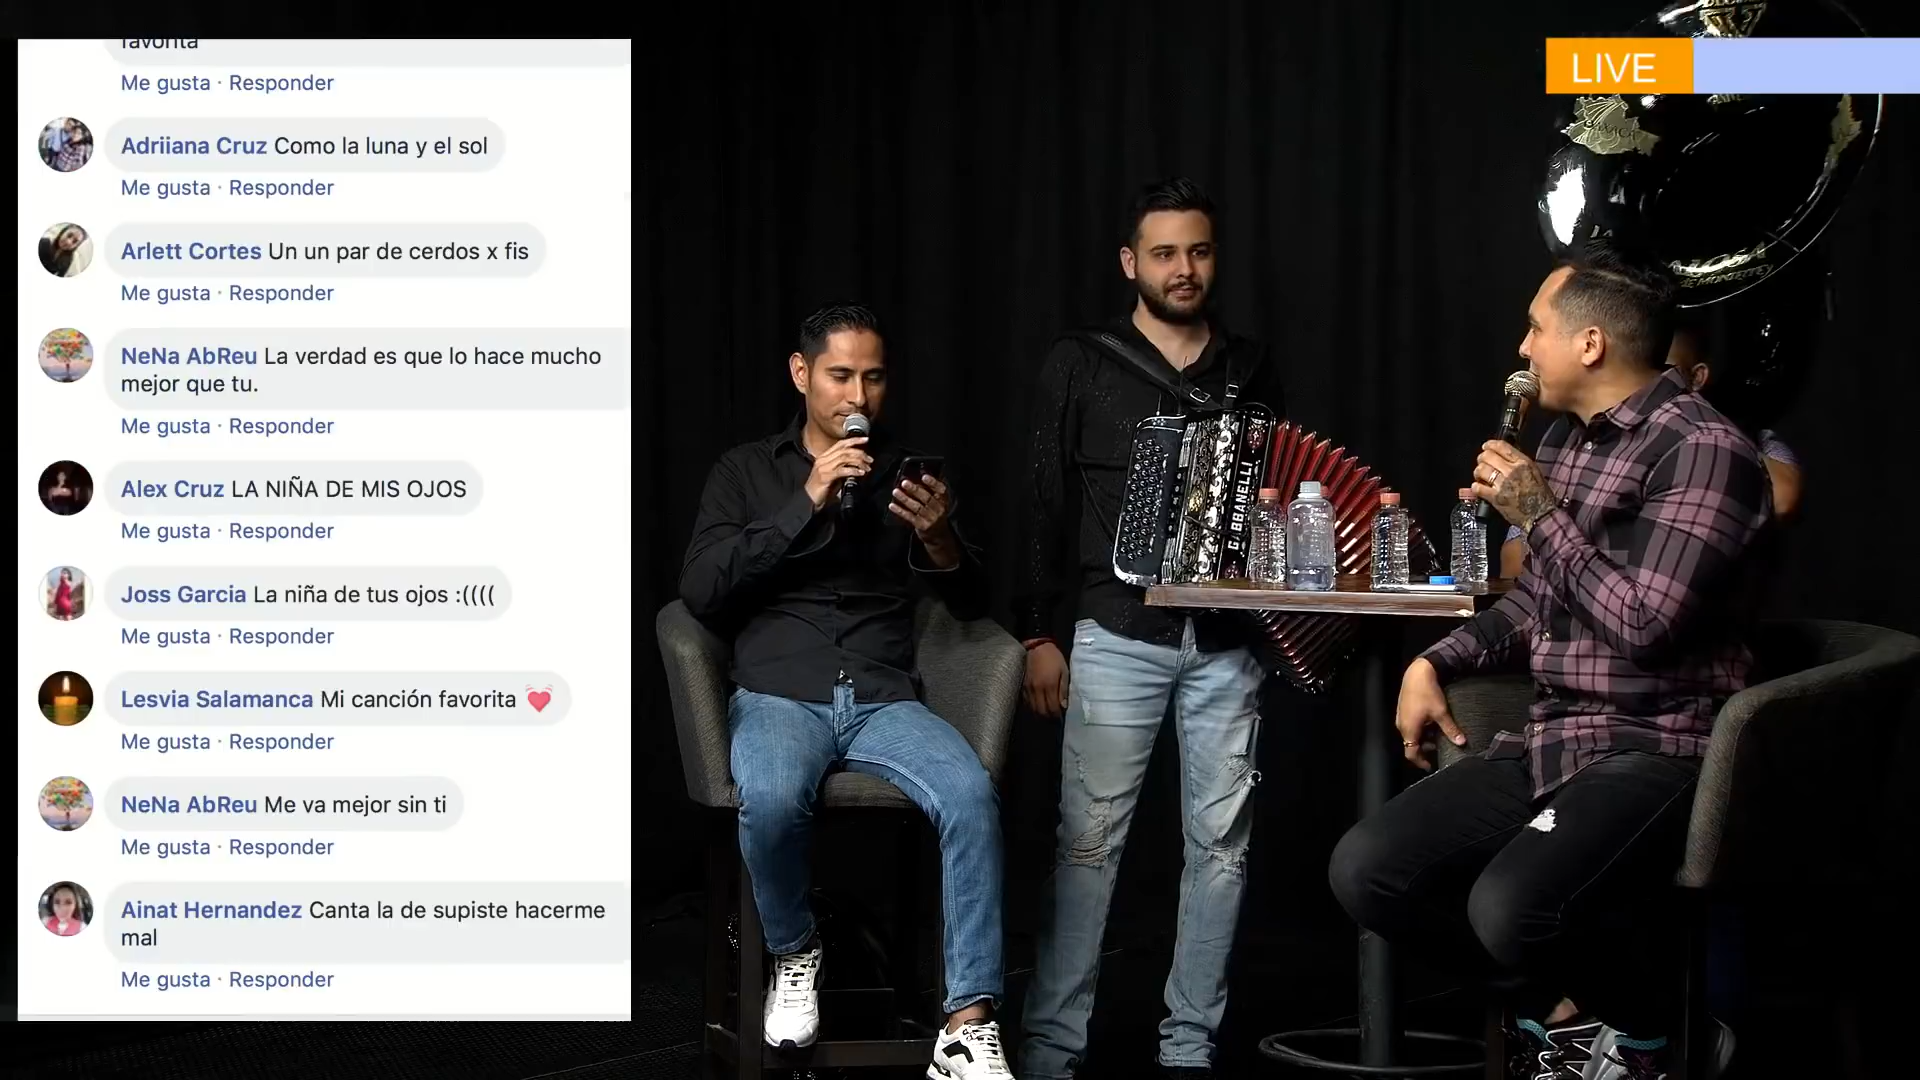 favorita
Me gusta · Responder
Adriiana Cruz Como la luna y el sol
Me gusta · Responder
Arlett Cortes Un un par de cerdos x fis
Me gusta · Responder
NeNa AbReu La verdad es que lo hace mucho
mejor que tu.
Me gusta · Responder
Alex Cruz LA NIÑA DE MIS OJOS
Me gusta · Responder
Joss Garcia La niña de tus ojos :((((
Me gusta · Responder
Lesvia Salamanca Mi canción favorita 💓
Me gusta · Responder
NeNa AbReu Me va mejor sin ti
Me gusta · Responder
Ainat Hernandez Canta la de supiste hacerme
mal
Me gusta · Responder
LIVE
GABBANELLI